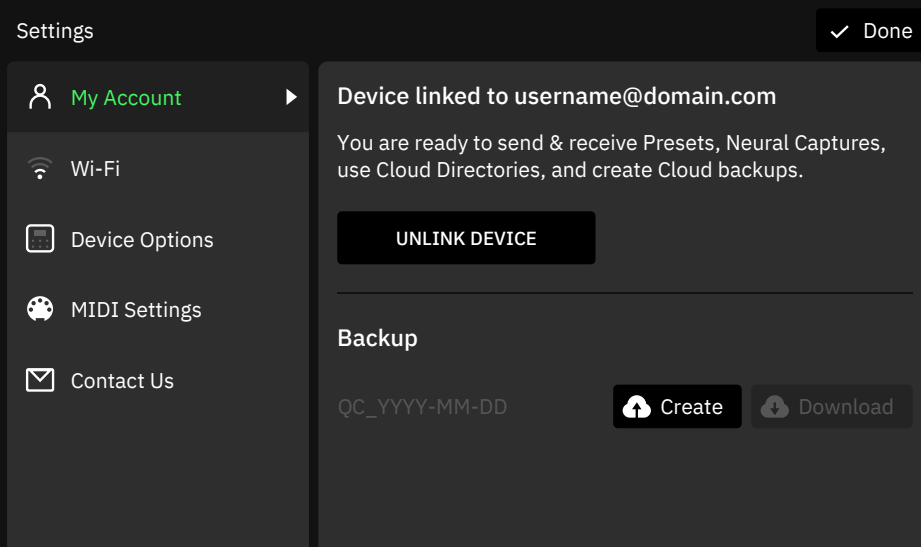 Settings
Done
My Account
Wi-Fi
Device Options
MIDI Settings
Contact Us
Device linked to username@domain.com
You are ready to send & receive Presets, Neural Captures,
use Cloud Directories, and create Cloud backups.
UNLINK DEVICE
Backup
QC_YYYY-MM-DD
Create
Download